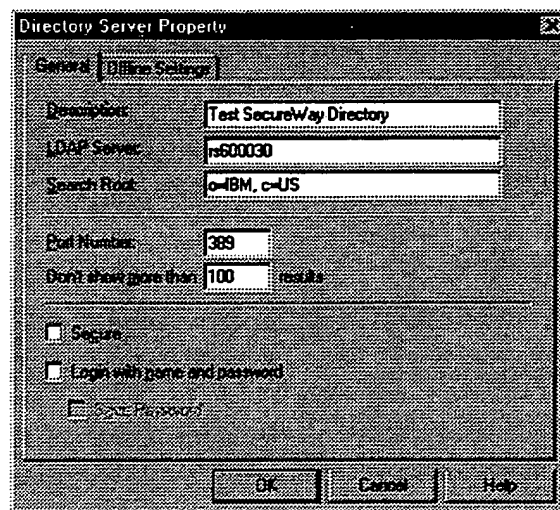 Directory Server Property
General Offline Settings
Description: Test SecureWay Directory
LDAP Server: rs600030
Search Root: o=IBM, c=US
Port Number: 389
Don't show more than 100 results
Secure
Login with name and password
Save Password
OK Cancel Help